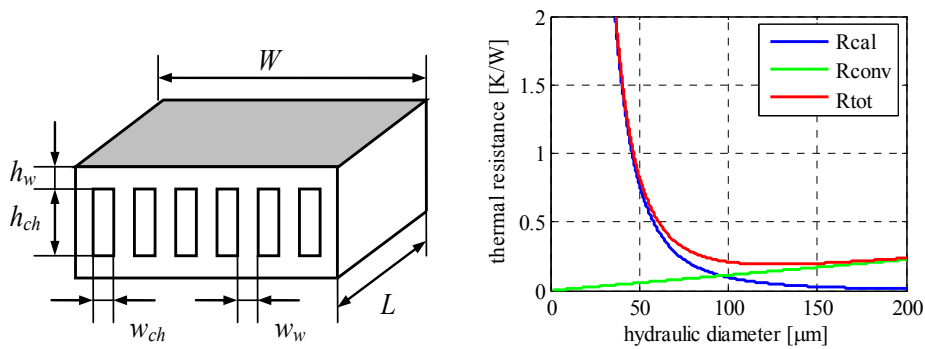 W
h_w
h_ch
w_ch
w_w
L
thermal resistance [K/W]
2
1.5
1
0.5
0
0
50
100
150
200
hydraulic diameter [μm]
Rcal
Rconv
Rtot